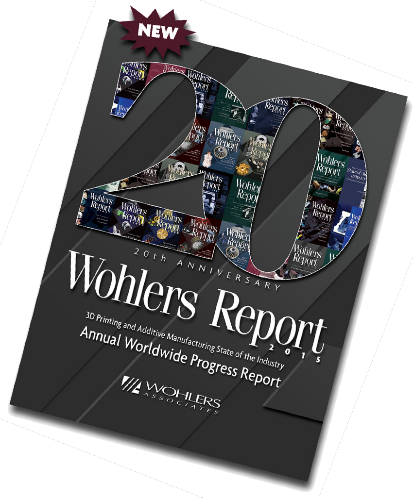 NEW
20
20th ANNIVERSARY
Wohlers Report
2015
3D Printing and Additive Manufacturing State of the Industry
Annual Worldwide Progress Report
WOHLERS
ASSOCIATES